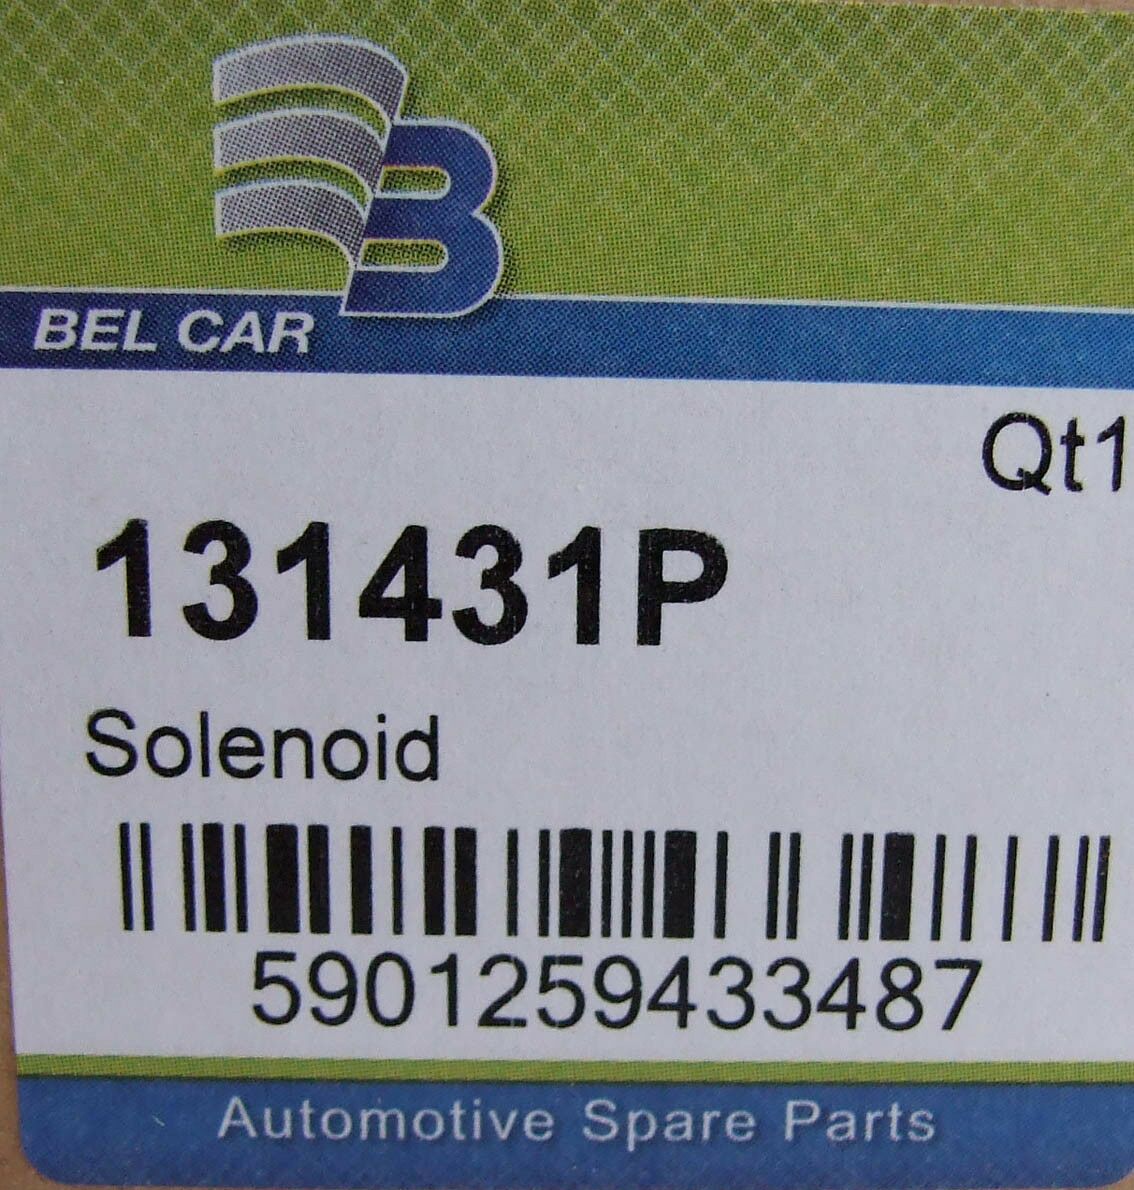 B
BEL CAR
Qt1
131431P
Solenoid
5901259433487
Automotive Spare Parts